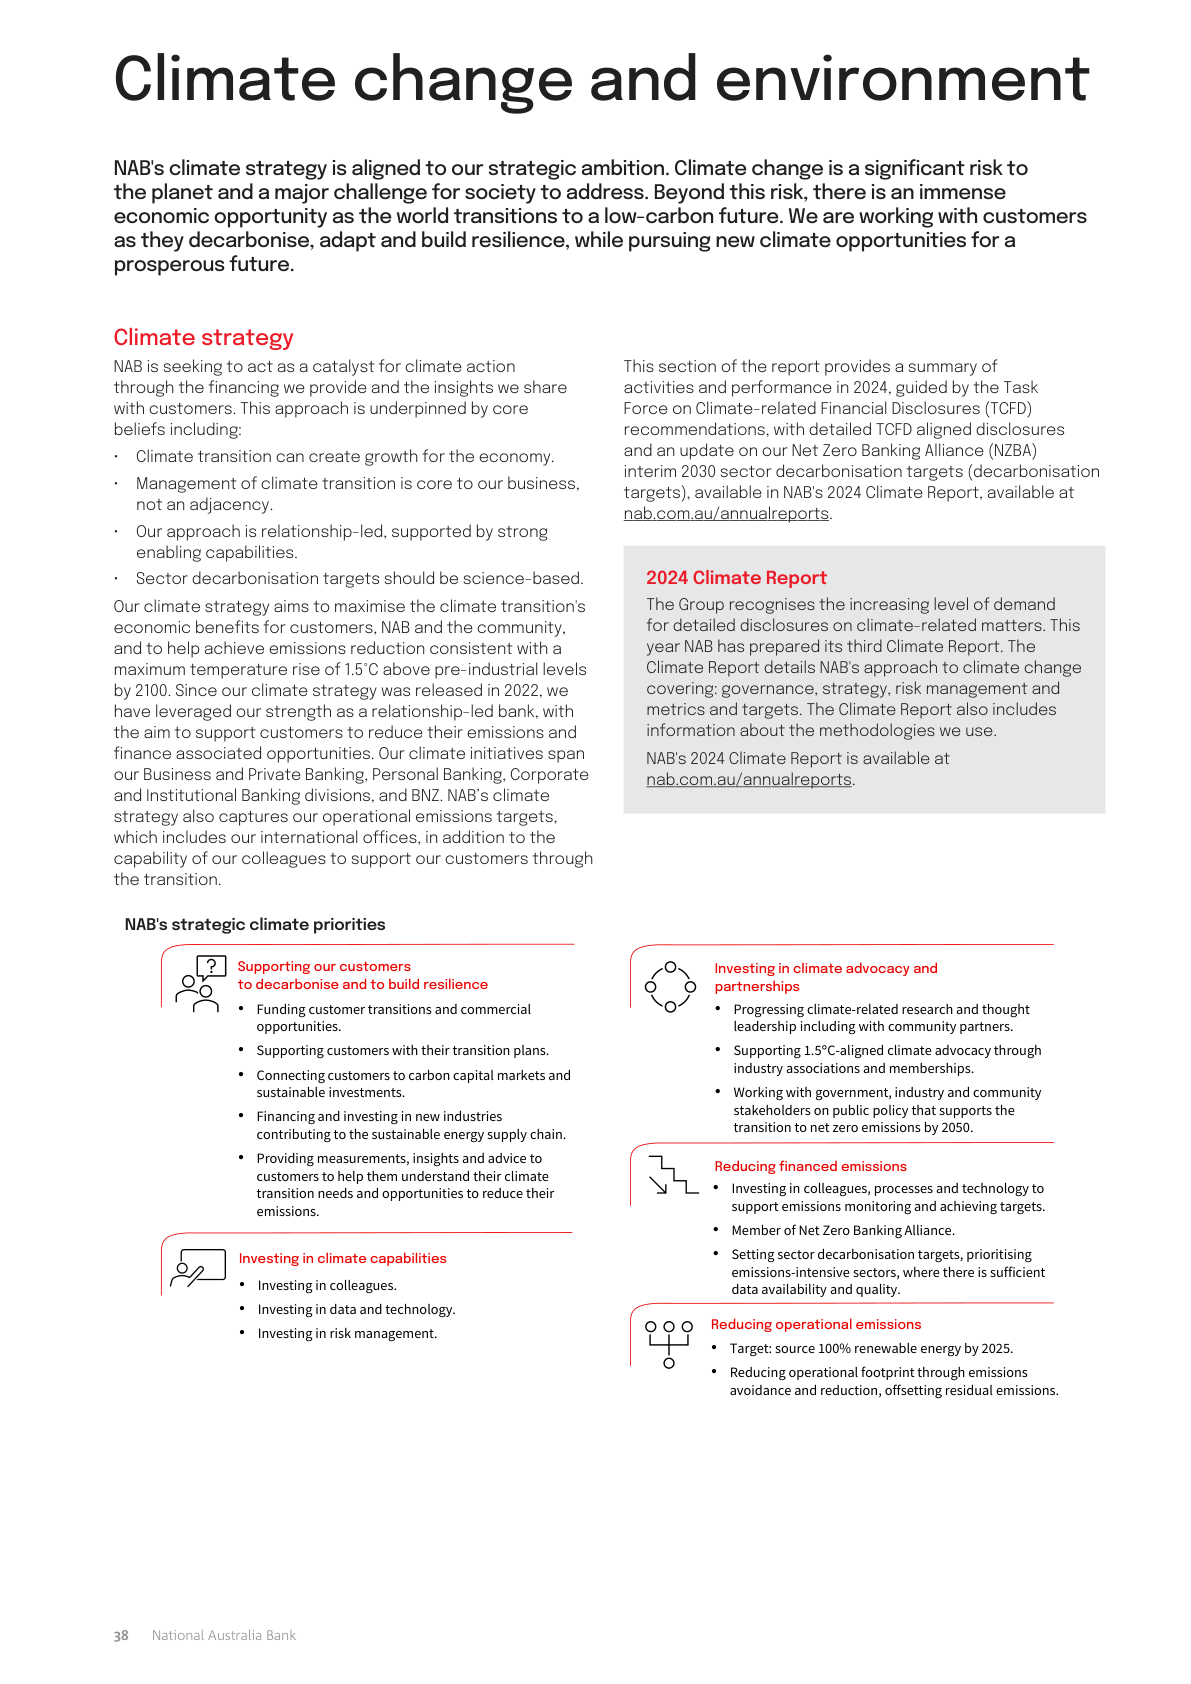 Climate change and environment
NAB's climate strategy is aligned to our strategic ambition. Climate change is a significant risk to
the planet and a major challenge for society to address. Beyond this risk, there is an immense
economic opportunity as the world transitions to a low-carbon future. We are working with customers
as they decarbonise, adapt and build resilience, while pursuing new climate opportunities for a
prosperous future.
Climate strategy
NAB is seeking to act as a catalyst for climate action
through the financing we provide and the insights we share
with customers. This approach is underpinned by core
beliefs including:
• Climate transition can create growth for the economy.
• Management of climate transition is core to our business,
not an adjacency.
• Our approach is relationship-led, supported by strong
enabling capabilities.
• Sector decarbonisation targets should be science-based.
Our climate strategy aims to maximise the climate transition's
economic benefits for customers, NAB and the community,
and to help achieve emissions reduction consistent with a
maximum temperature rise of 1.5°C above pre-industrial levels
by 2100. Since our climate strategy was released in 2022, we
have leveraged our strength as a relationship-led bank, with
the aim to support customers to reduce their emissions and
finance associated opportunities. Our climate initiatives span
our Business and Private Banking, Personal Banking, Corporate
and Institutional Banking divisions, and BNZ. NAB’s climate
strategy also captures our operational emissions targets,
which includes our international offices, in addition to the
capability of our colleagues to support our customers through
the transition.
This section of the report provides a summary of
activities and performance in 2024, guided by the Task
Force on Climate-related Financial Disclosures (TCFD)
recommendations, with detailed TCFD aligned disclosures
and an update on our Net Zero Banking Alliance (NZBA)
interim 2030 sector decarbonisation targets (decarbonisation
targets), available in NAB's 2024 Climate Report, available at
nab.com.au/annualreports.
2024 Climate Report
The Group recognises the increasing level of demand
for detailed disclosures on climate-related matters. This
year NAB has prepared its third Climate Report. The
Climate Report details NAB's approach to climate change
covering: governance, strategy, risk management and
metrics and targets. The Climate Report also includes
information about the methodologies we use.
NAB's 2024 Climate Report is available at
nab.com.au/annualreports.
NAB's strategic climate priorities
?
Supporting our customers
to decarbonise and to build resilience
• Funding customer transitions and commercial
opportunities.
• Supporting customers with their transition plans.
• Connecting customers to carbon capital markets and
sustainable investments.
• Financing and investing in new industries
contributing to the sustainable energy supply chain.
• Providing measurements, insights and advice to
customers to help them understand their climate
transition needs and opportunities to reduce their
emissions.
Investing in climate capabilities
• Investing in colleagues.
• Investing in data and technology.
• Investing in risk management.
Investing in climate advocacy and
partnerships
• Progressing climate-related research and thought
leadership including with community partners.
• Supporting 1.5°C-aligned climate advocacy through
industry associations and memberships.
• Working with government, industry and community
stakeholders on public policy that supports the
transition to net zero emissions by 2050.
Reducing financed emissions
• Investing in colleagues, processes and technology to
support emissions monitoring and achieving targets.
• Member of Net Zero Banking Alliance.
• Setting sector decarbonisation targets, prioritising
emissions-intensive sectors, where there is sufficient
data availability and quality.
Reducing operational emissions
• Target: source 100% renewable energy by 2025.
• Reducing operational footprint through emissions
avoidance and reduction, offsetting residual emissions.
38 National Australia Bank